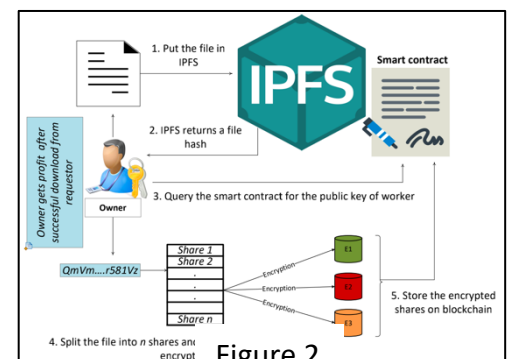 1. Put the file in
IPFS
IPFS
Smart contract
2. IPFS returns a file
hash
Owner gets profit after
successful download from
requestor
Owner
3. Query the smart contract for the public key of worker
QmVm....r581Vz
Share 1
Share 2
.
.
.
Share n
Encryption
Encryption
Encryption
E1
E2
E3
5. Store the encrypted
shares on blockchain
4. Split the file into n shares and
encrypt
Figure 2